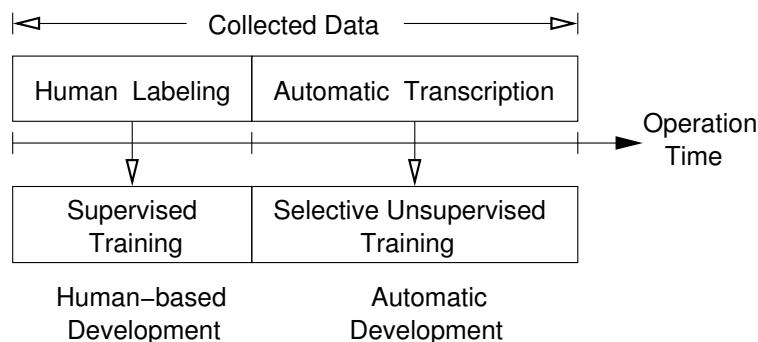 Collected Data
Human Labeling
Automatic Transcription
Operation
Time
Supervised
Training
Selective Unsupervised
Training
Human−based
Development
Automatic
Development